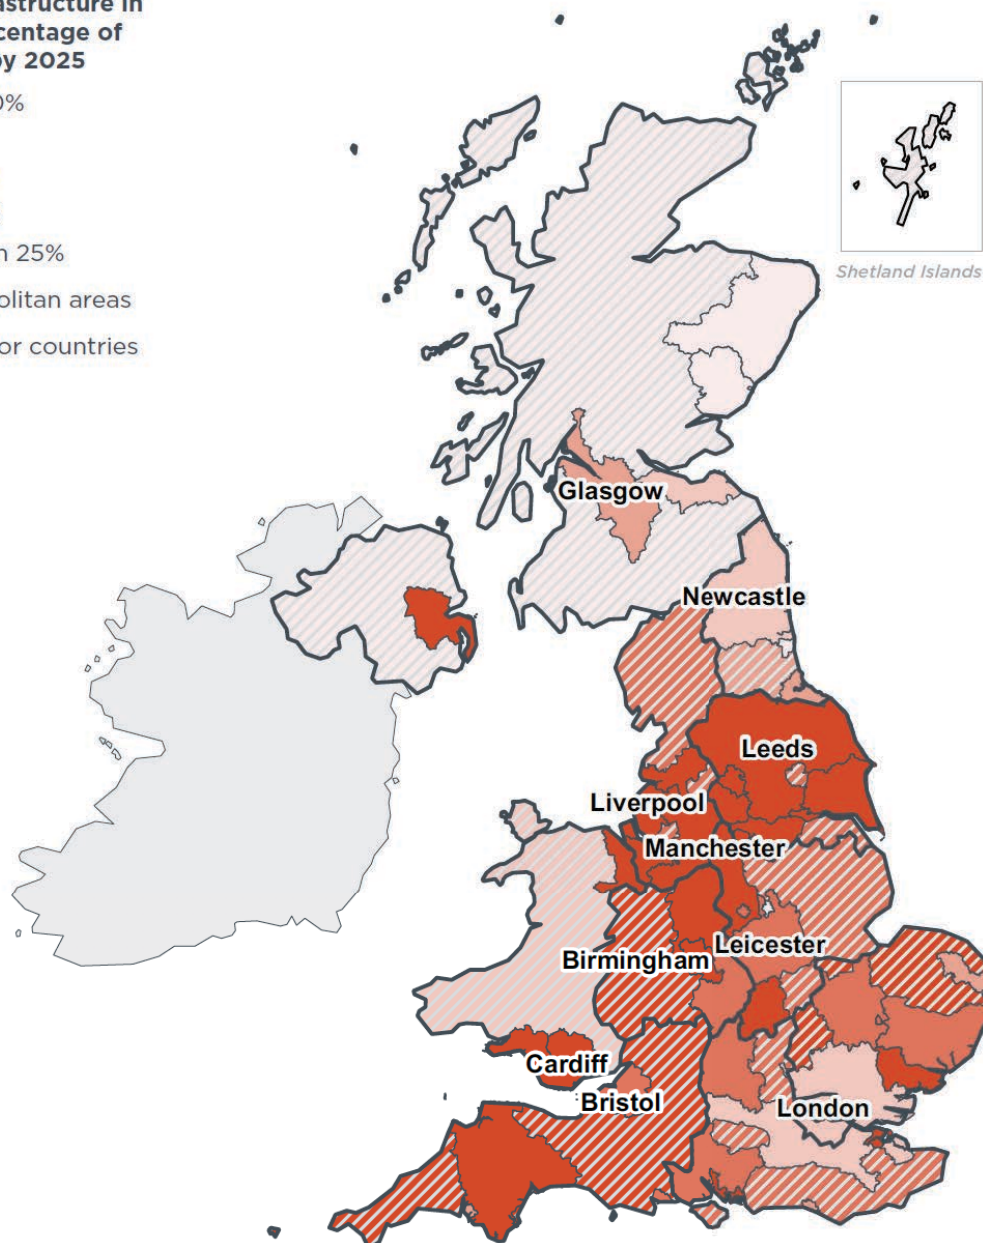 in
centage of
by 2025
0%
n 25%
olitan areas
or countries
Shetland Islands
Glasgow
Newcastle
Leeds
Liverpool
Manchester
Leicester
Birmingham
Cardiff
Bristol
London